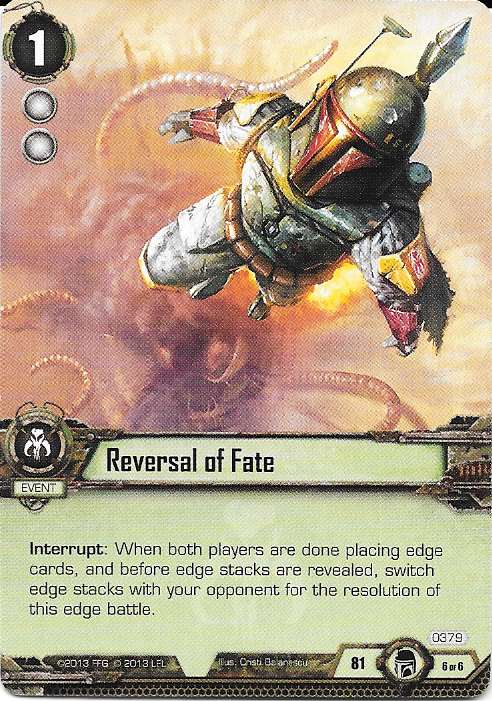 1
Reversal of Fate
EVENT
Interrupt: When both players are done placing edge
cards, and before edge stacks are revealed, switch
edge stacks with your opponent for the resolution of
this edge battle.
0379
©2013 FFG © 2013 LFL
Illus. Cristi Balanescu
81
6 OF 6